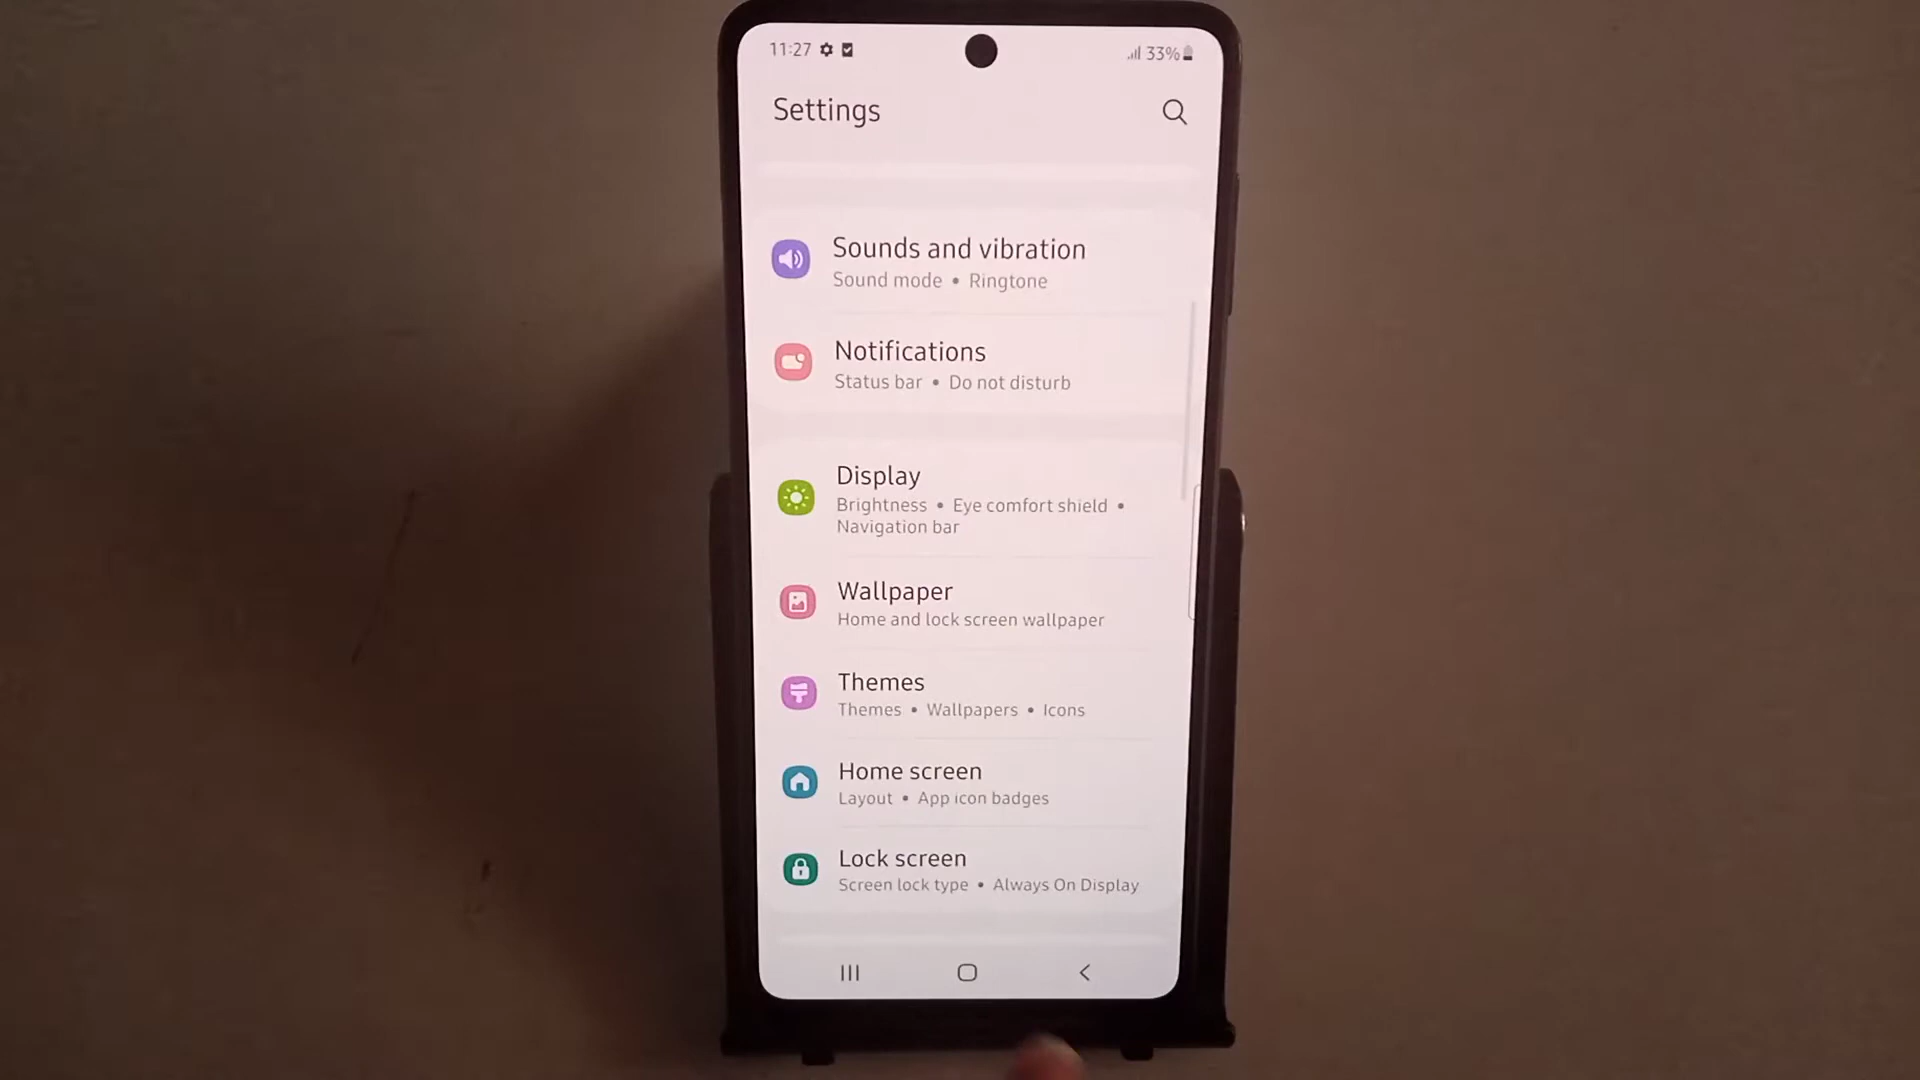 11:27
33%
Settings
Sounds and vibration
Sound mode • Ringtone
Notifications
Status bar • Do not disturb
Display
Brightness • Eye comfort shield •
Navigation bar
Wallpaper
Home and lock screen wallpaper
Themes
Themes • Wallpapers • Icons
Home screen
Layout • App icon badges
Lock screen
Screen lock type • Always On Display